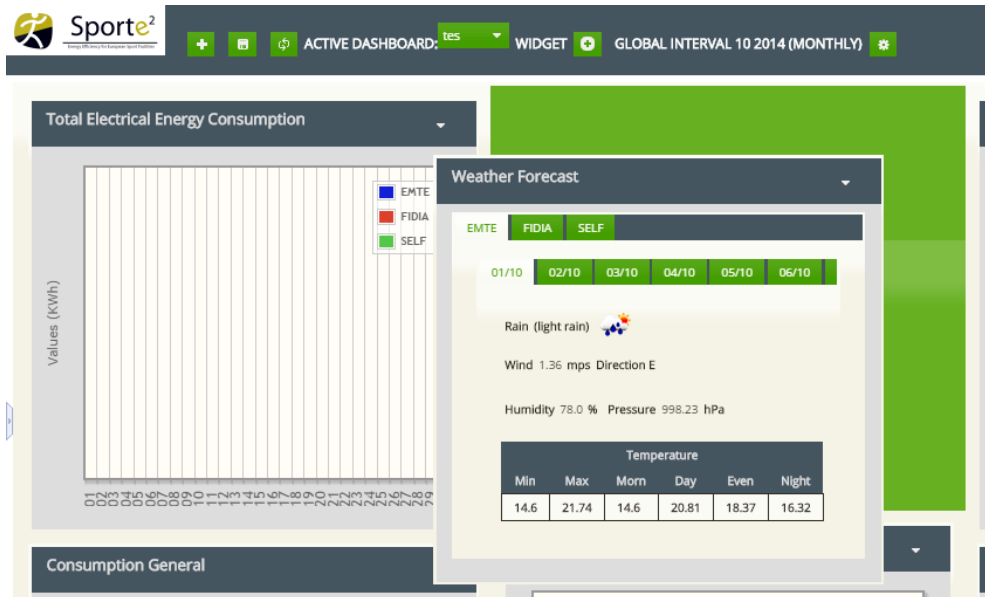 Sporte²
Energy Efficiency for European Sport Facilities
ACTIVE DASHBOARD: tes WIDGET GLOBAL INTERVAL 10 2014 (MONTHLY)
Total Electrical Energy Consumption
EMTE
FIDIA
SELF
Values (KWh)
01 02 03 04 05 06 07 08 09 10 11 12 13 14 15 16 17 18 19 20 21 22 23 24 25 26 27 28 29
Weather Forecast
EMTE FIDIA SELF
01/10 02/10 03/10 04/10 05/10 06/10
Rain (light rain)
Wind 1.36 mps Direction E
Humidity 78.0 % Pressure 998.23 hPa
Temperature
Min Max Morn Day Even Night
14.6 21.74 14.6 20.81 18.37 16.32
Consumption General